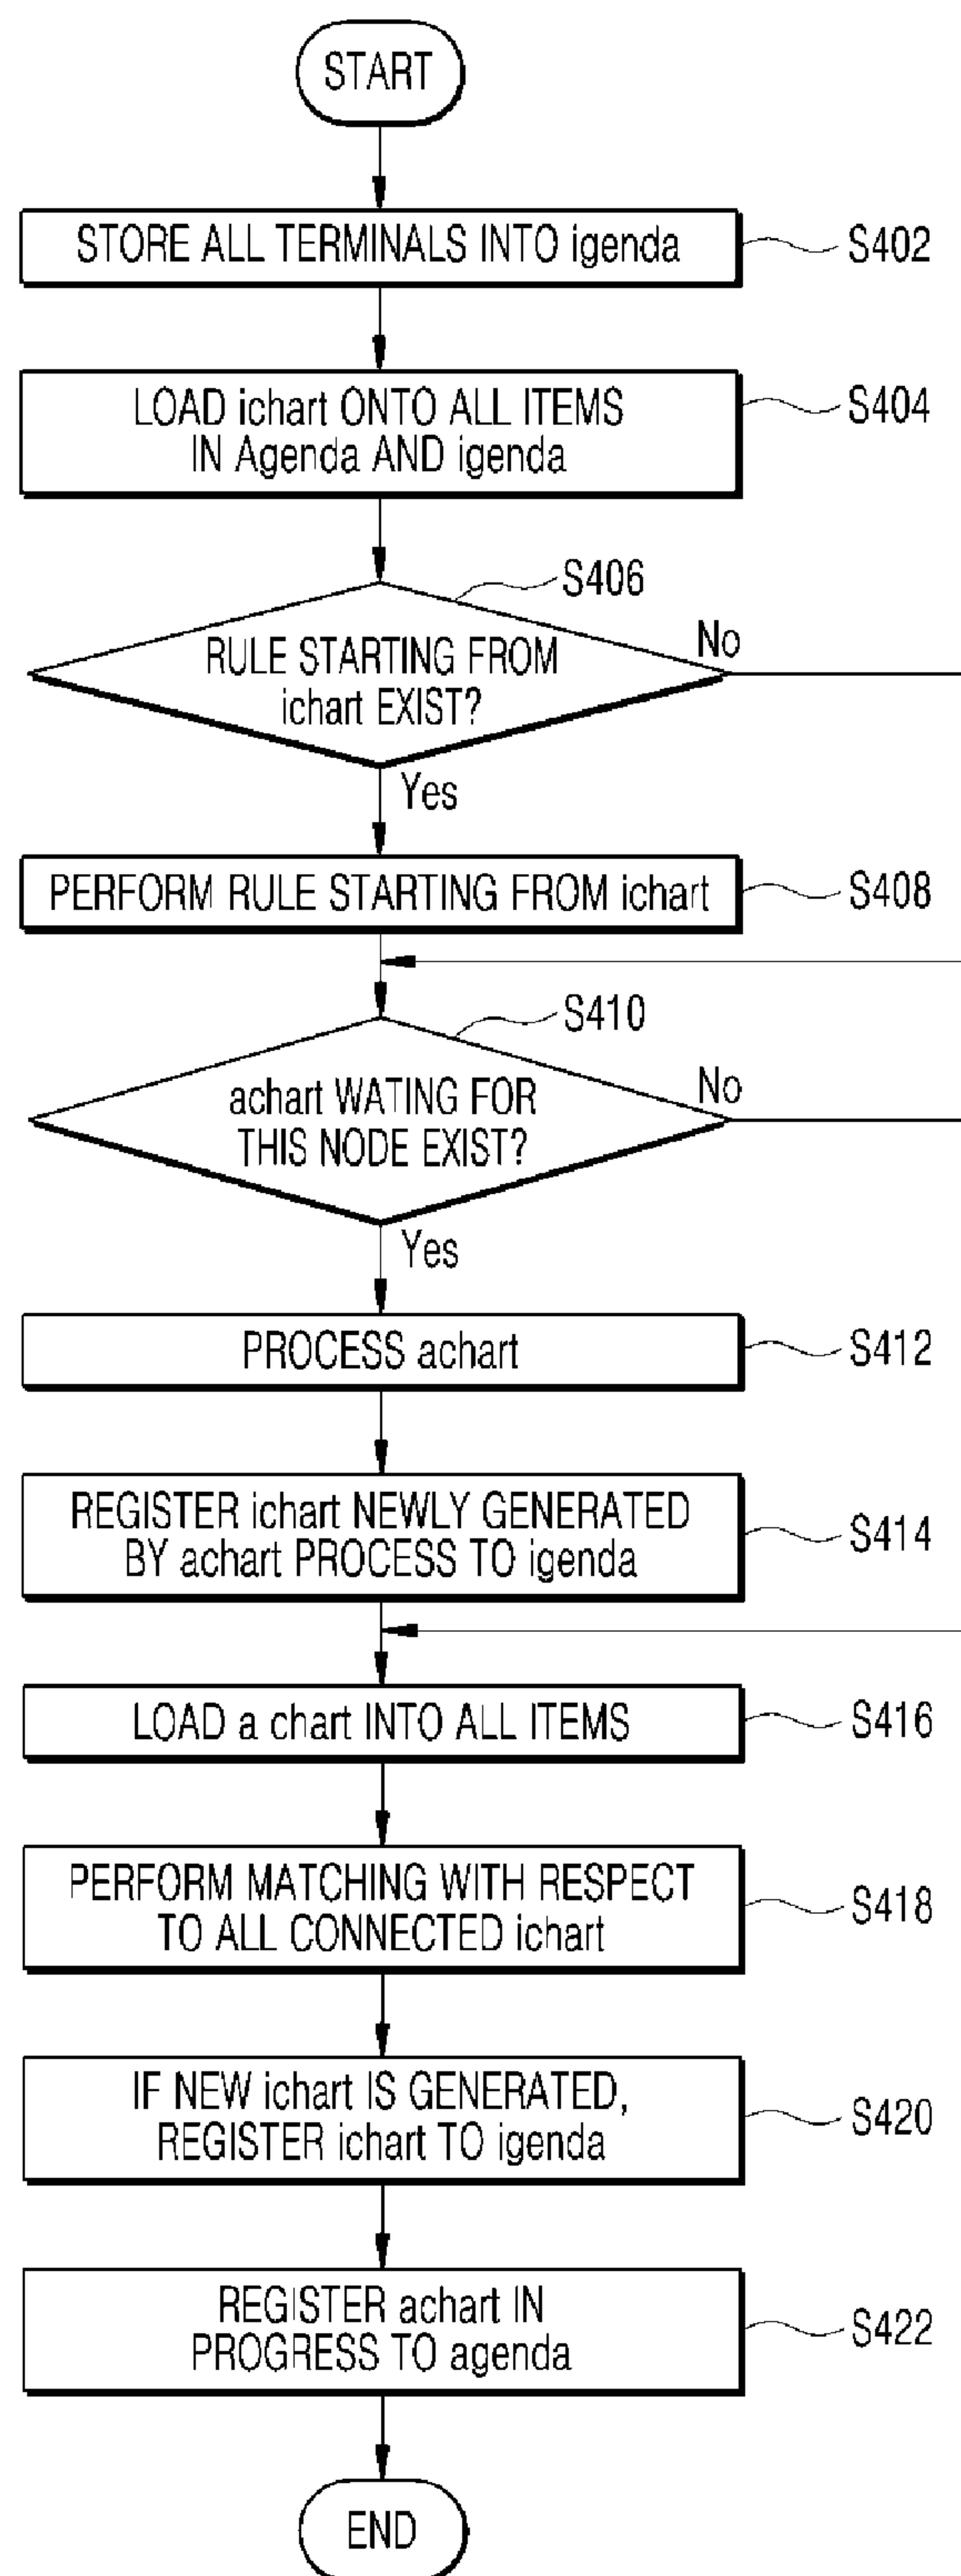 START
STORE ALL TERMINALS INTO igenda
S402
LOAD ichart ONTO ALL ITEMS
IN Agenda AND igenda
S404
S406
RULE STARTING FROM
ichart EXIST?
No
Yes
PERFORM RULE STARTING FROM ichart
S408
S410
achart WATING FOR
THIS NODE EXIST?
No
Yes
PROCESS achart
S412
REGISTER ichart NEWLY GENERATED
BY achart PROCESS TO igenda
S414
LOAD a chart INTO ALL ITEMS
S416
PERFORM MATCHING WITH RESPECT
TO ALL CONNECTED ichart
S418
IF NEW ichart IS GENERATED,
REGISTER ichart TO igenda
S420
REGISTER achart IN
PROGRESS TO agenda
S422
END